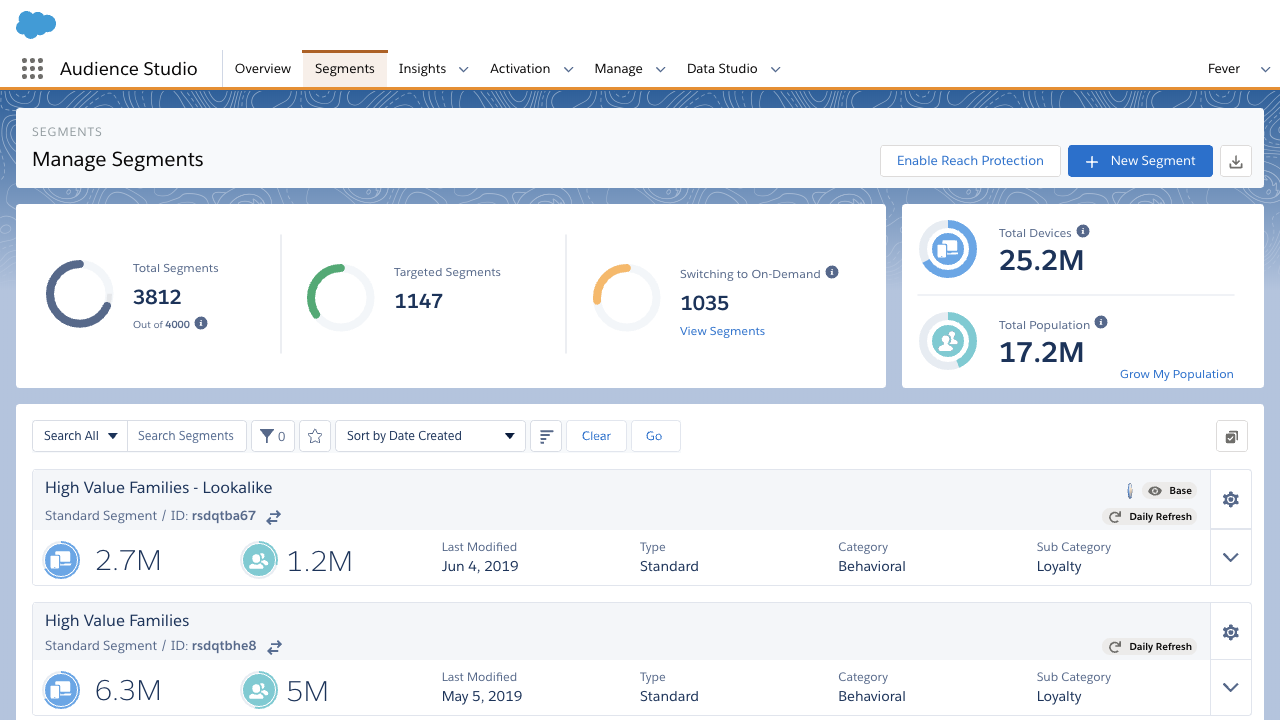 Audience Studio
Overview
Segments
Insights
Activation
Manage
Data Studio
Fever
SEGMENTS
Manage Segments
Enable Reach Protection
New Segment
Total Segments
3812
Out of 4000
Targeted Segments
1147
Switching to On-Demand
1035
View Segments
Total Devices
25.2M
Total Population
17.2M
Grow My Population
Search All
Search Segments
0
Sort by Date Created
Clear
Go
High Value Families - Lookalike
Base
Standard Segment / ID: rsdqtba67
Daily Refresh
2.7M
1.2M
Last Modified
Jun 4, 2019
Type
Standard
Category
Behavioral
Sub Category
Loyalty
High Value Families
Standard Segment / ID: rsdqtbhe8
Daily Refresh
6.3M
5M
Last Modified
May 5, 2019
Type
Standard
Category
Behavioral
Sub Category
Loyalty